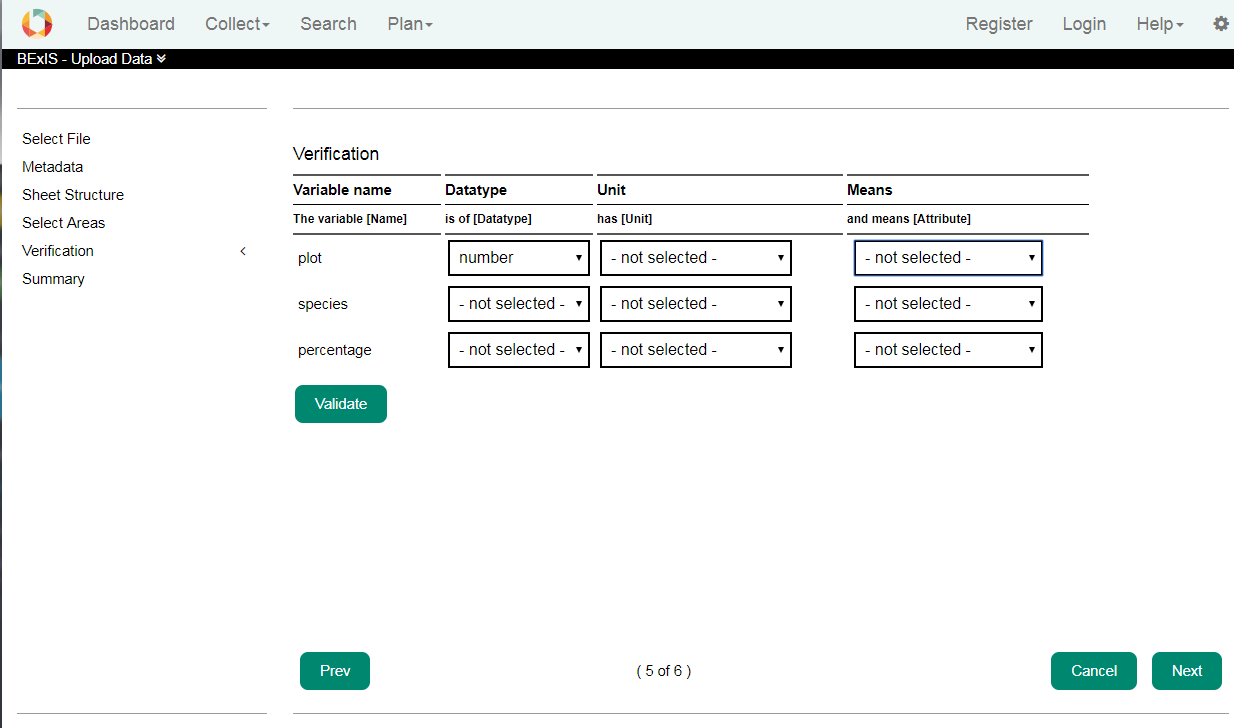 Dashboard Collect Search Plan Register Login Help
BExIS - Upload Data
Select File
Metadata
Sheet Structure
Select Areas
Verification <
Summary
Verification
Variable name Datatype Unit Means
The variable [Name] is of [Datatype] has [Unit] and means [Attribute]
plot number - not selected - - not selected -
species - not selected - - not selected - - not selected -
percentage - not selected - - not selected - - not selected -
Validate
Prev ( 5 of 6 ) Cancel Next